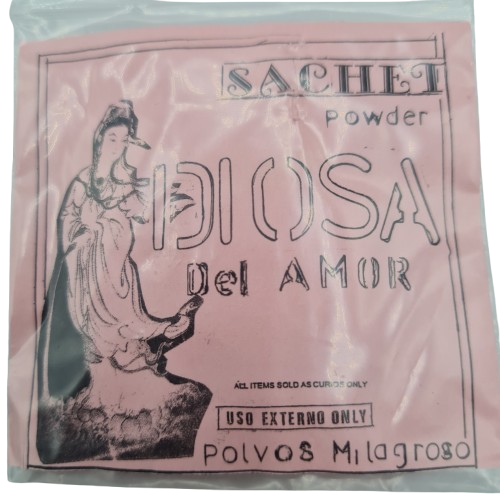 SACHET
Powder
DIOSA
Del AMOR
ALL ITEMS SOLD AS CURIOS ONLY
USO EXTERNO ONLY
POLVOS Milagroso